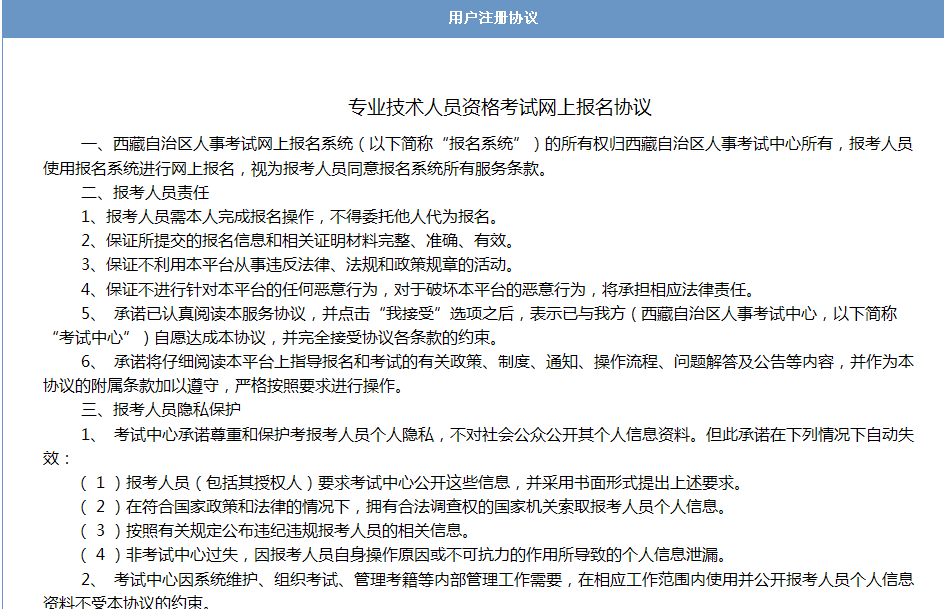 用户注册协议
专业技术人员资格考试网上报名协议
一、西藏自治区人事考试网上报名系统（以下简称“报名系统”）的所有权归西藏自治区人事考试中心所有，报考人员
使用报名系统进行网上报名，视为报考人员同意报名系统所有服务条款。
二、报考人员责任
1、报考人员需本人完成报名操作，不得委托他人代为报名。
2、保证所提交的报名信息和相关证明材料完整、准确、有效。
3、保证不利用本平台从事违反法律、法规和政策规章的活动。
4、保证不进行针对本平台的任何恶意行为，对于破坏本平台的恶意行为，将承担相应法律责任。
5、 承诺已认真阅读本服务协议，并点击“我接受”选项之后，表示已与我方（西藏自治区人事考试中心，以下简称
“考试中心”）自愿达成本协议，并完全接受协议各条款的约束。
6、 承诺将仔细阅读本平台上指导报名和考试的有关政策、制度、通知、操作流程、问题解答及公告等内容，并作为本
协议的附属条款加以遵守，严格按照要求进行操作。
三、报考人员隐私保护
1、 考试中心承诺尊重和保护考报考人员个人隐私，不对社会公众公开其个人信息资料。但此承诺在下列情况下自动失
效：
（ 1 ）报考人员（包括其授权人）要求考试中心公开这些信息，并采用书面形式提出上述要求。
（ 2 ）在符合国家政策和法律的情况下，拥有合法调查权的国家机关索取报考人员个人信息。
（ 3 ）按照有关规定公布违纪违规报考人员的相关信息。
（ 4 ）非考试中心过失，因报考人员自身操作原因或不可抗力的作用所导致的个人信息泄漏。
2、 考试中心因系统维护、组织考试、管理考籍等内部管理工作需要，在相应工作范围内使用并公开报考人员个人信息
资料不受本协议的约束。